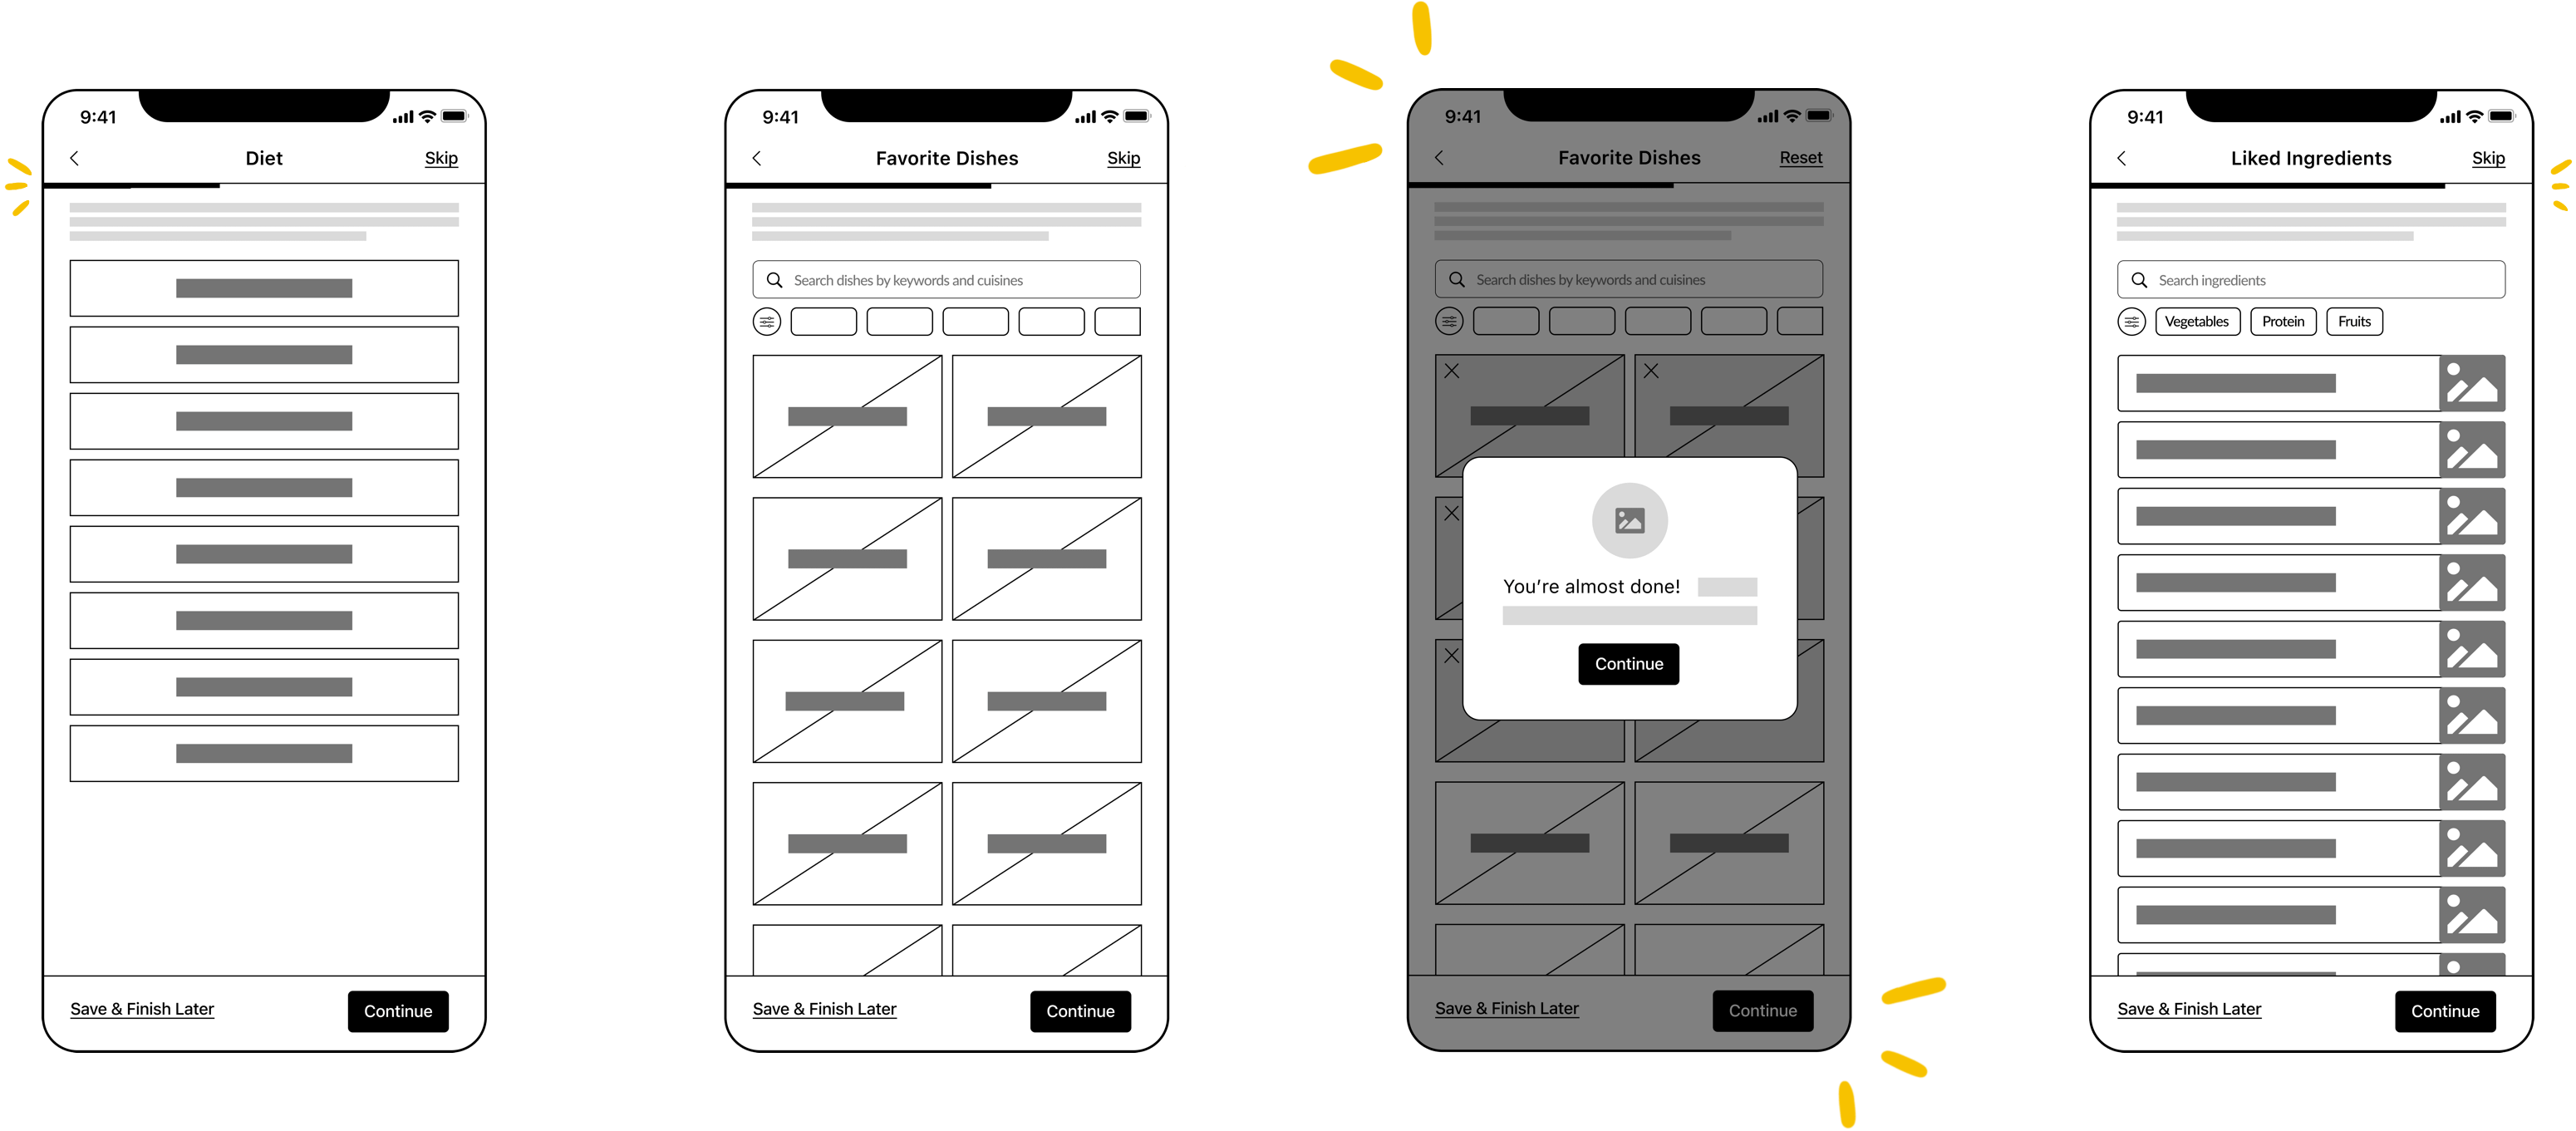 9:41
Diet
Skip
Save & Finish Later
Continue
9:41
Favorite Dishes
Skip
Search dishes by keywords and cuisines
Save & Finish Later
Continue
9:41
Favorite Dishes
Reset
Search dishes by keywords and cuisines
You're almost done!
Continue
Save & Finish Later
Continue
9:41
Liked Ingredients
Skip
Search ingredients
Vegetables
Protein
Fruits
Save & Finish Later
Continue